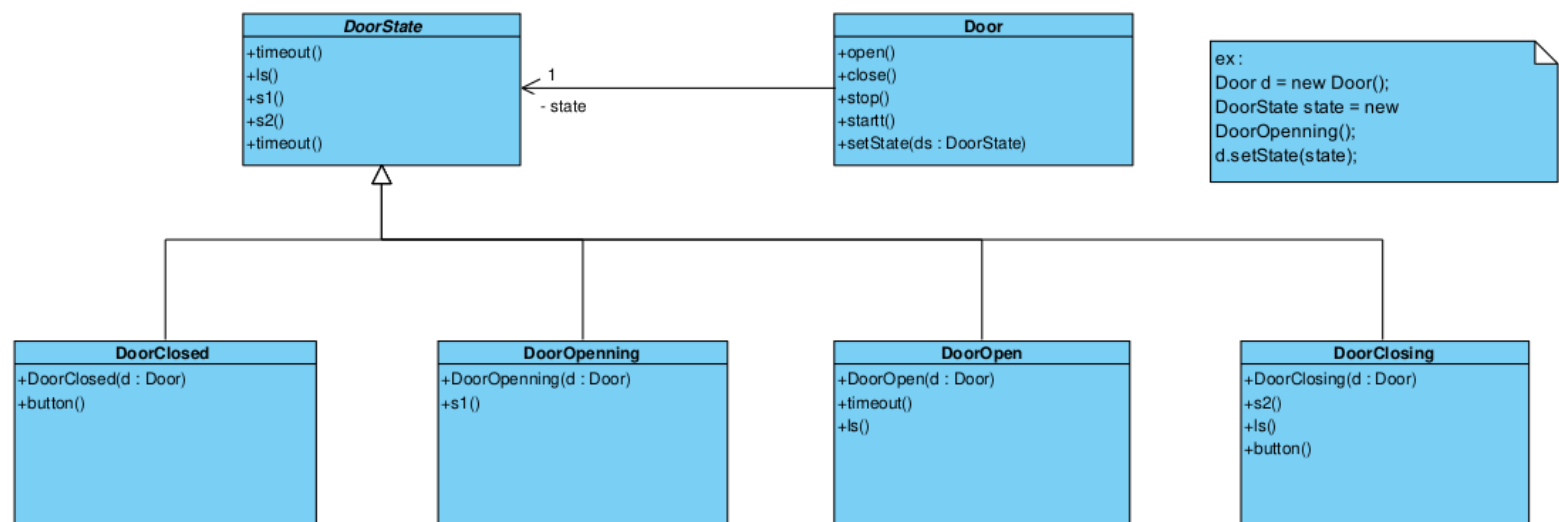 DoorState
+timeout()
+ls()
+s1()
+s2()
+timeout()
1
- state
Door
+open()
+close()
+stop()
+startt()
+setState(ds : DoorState)
ex :
Door d = new Door();
DoorState state = new
DoorOpenning();
d.setState(state);
DoorClosed
+DoorClosed(d : Door)
+button()
DoorOpenning
+DoorOpenning(d : Door)
+s1()
DoorOpen
+DoorOpen(d : Door)
+timeout()
+ls()
DoorClosing
+DoorClosing(d : Door)
+s2()
+ls()
+button()